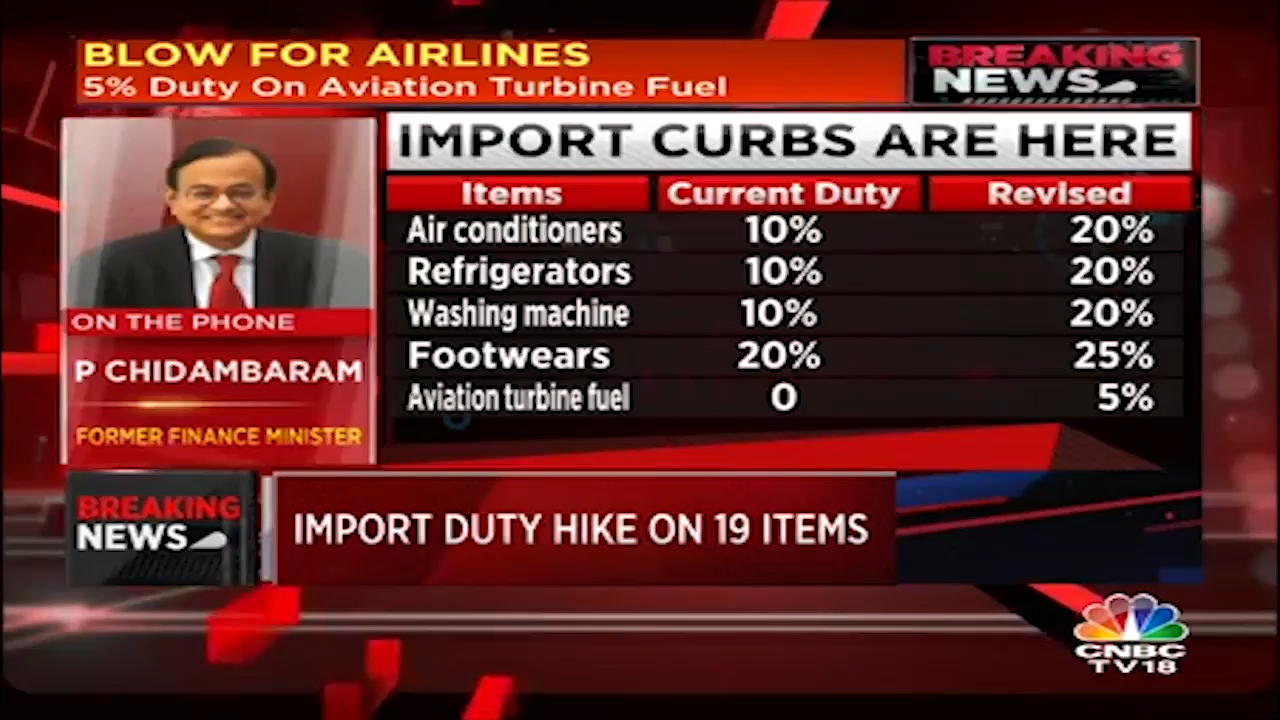 BLOW FOR AIRLINES
5% Duty On Aviation Turbine Fuel
BREAKING
NEWS
IMPORT CURBS ARE HERE
Items Current Duty Revised
Air conditioners 10% 20%
Refrigerators 10% 20%
Washing machine 10% 20%
Footwears 20% 25%
Aviation turbine fuel 0 5%
ON THE PHONE
P CHIDAMBARAM
FORMER FINANCE MINISTER
BREAKING
NEWS
IMPORT DUTY HIKE ON 19 ITEMS
CNBC
TV18